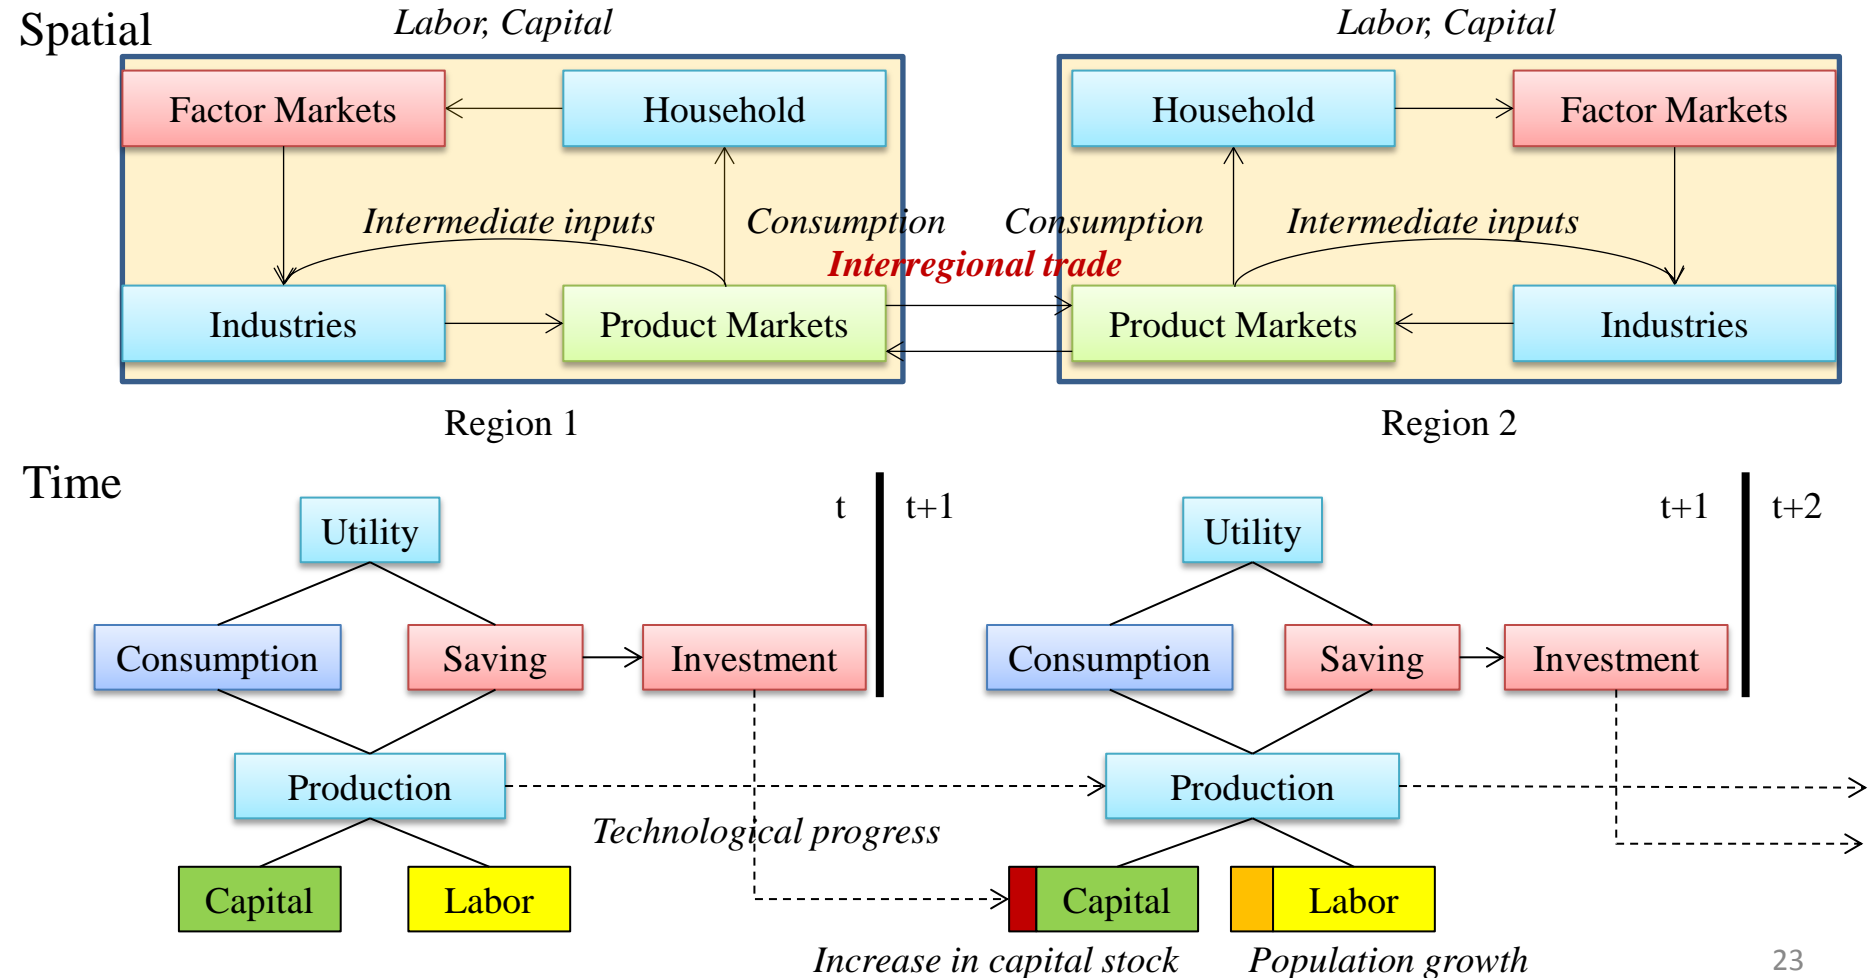 Spatial
Labor, Capital
Labor, Capital
Factor Markets
Household
Household
Factor Markets
Intermediate inputs
Consumption
Consumption
Intermediate inputs
Interregional trade
Industries
Product Markets
Product Markets
Industries
Region 1
Region 2
Time
t
t+1
t+1
t+2
Utility
Utility
Consumption
Saving
Investment
Consumption
Saving
Investment
Production
Production
Technological progress
Capital
Labor
Capital
Labor
Increase in capital stock
Population growth
23